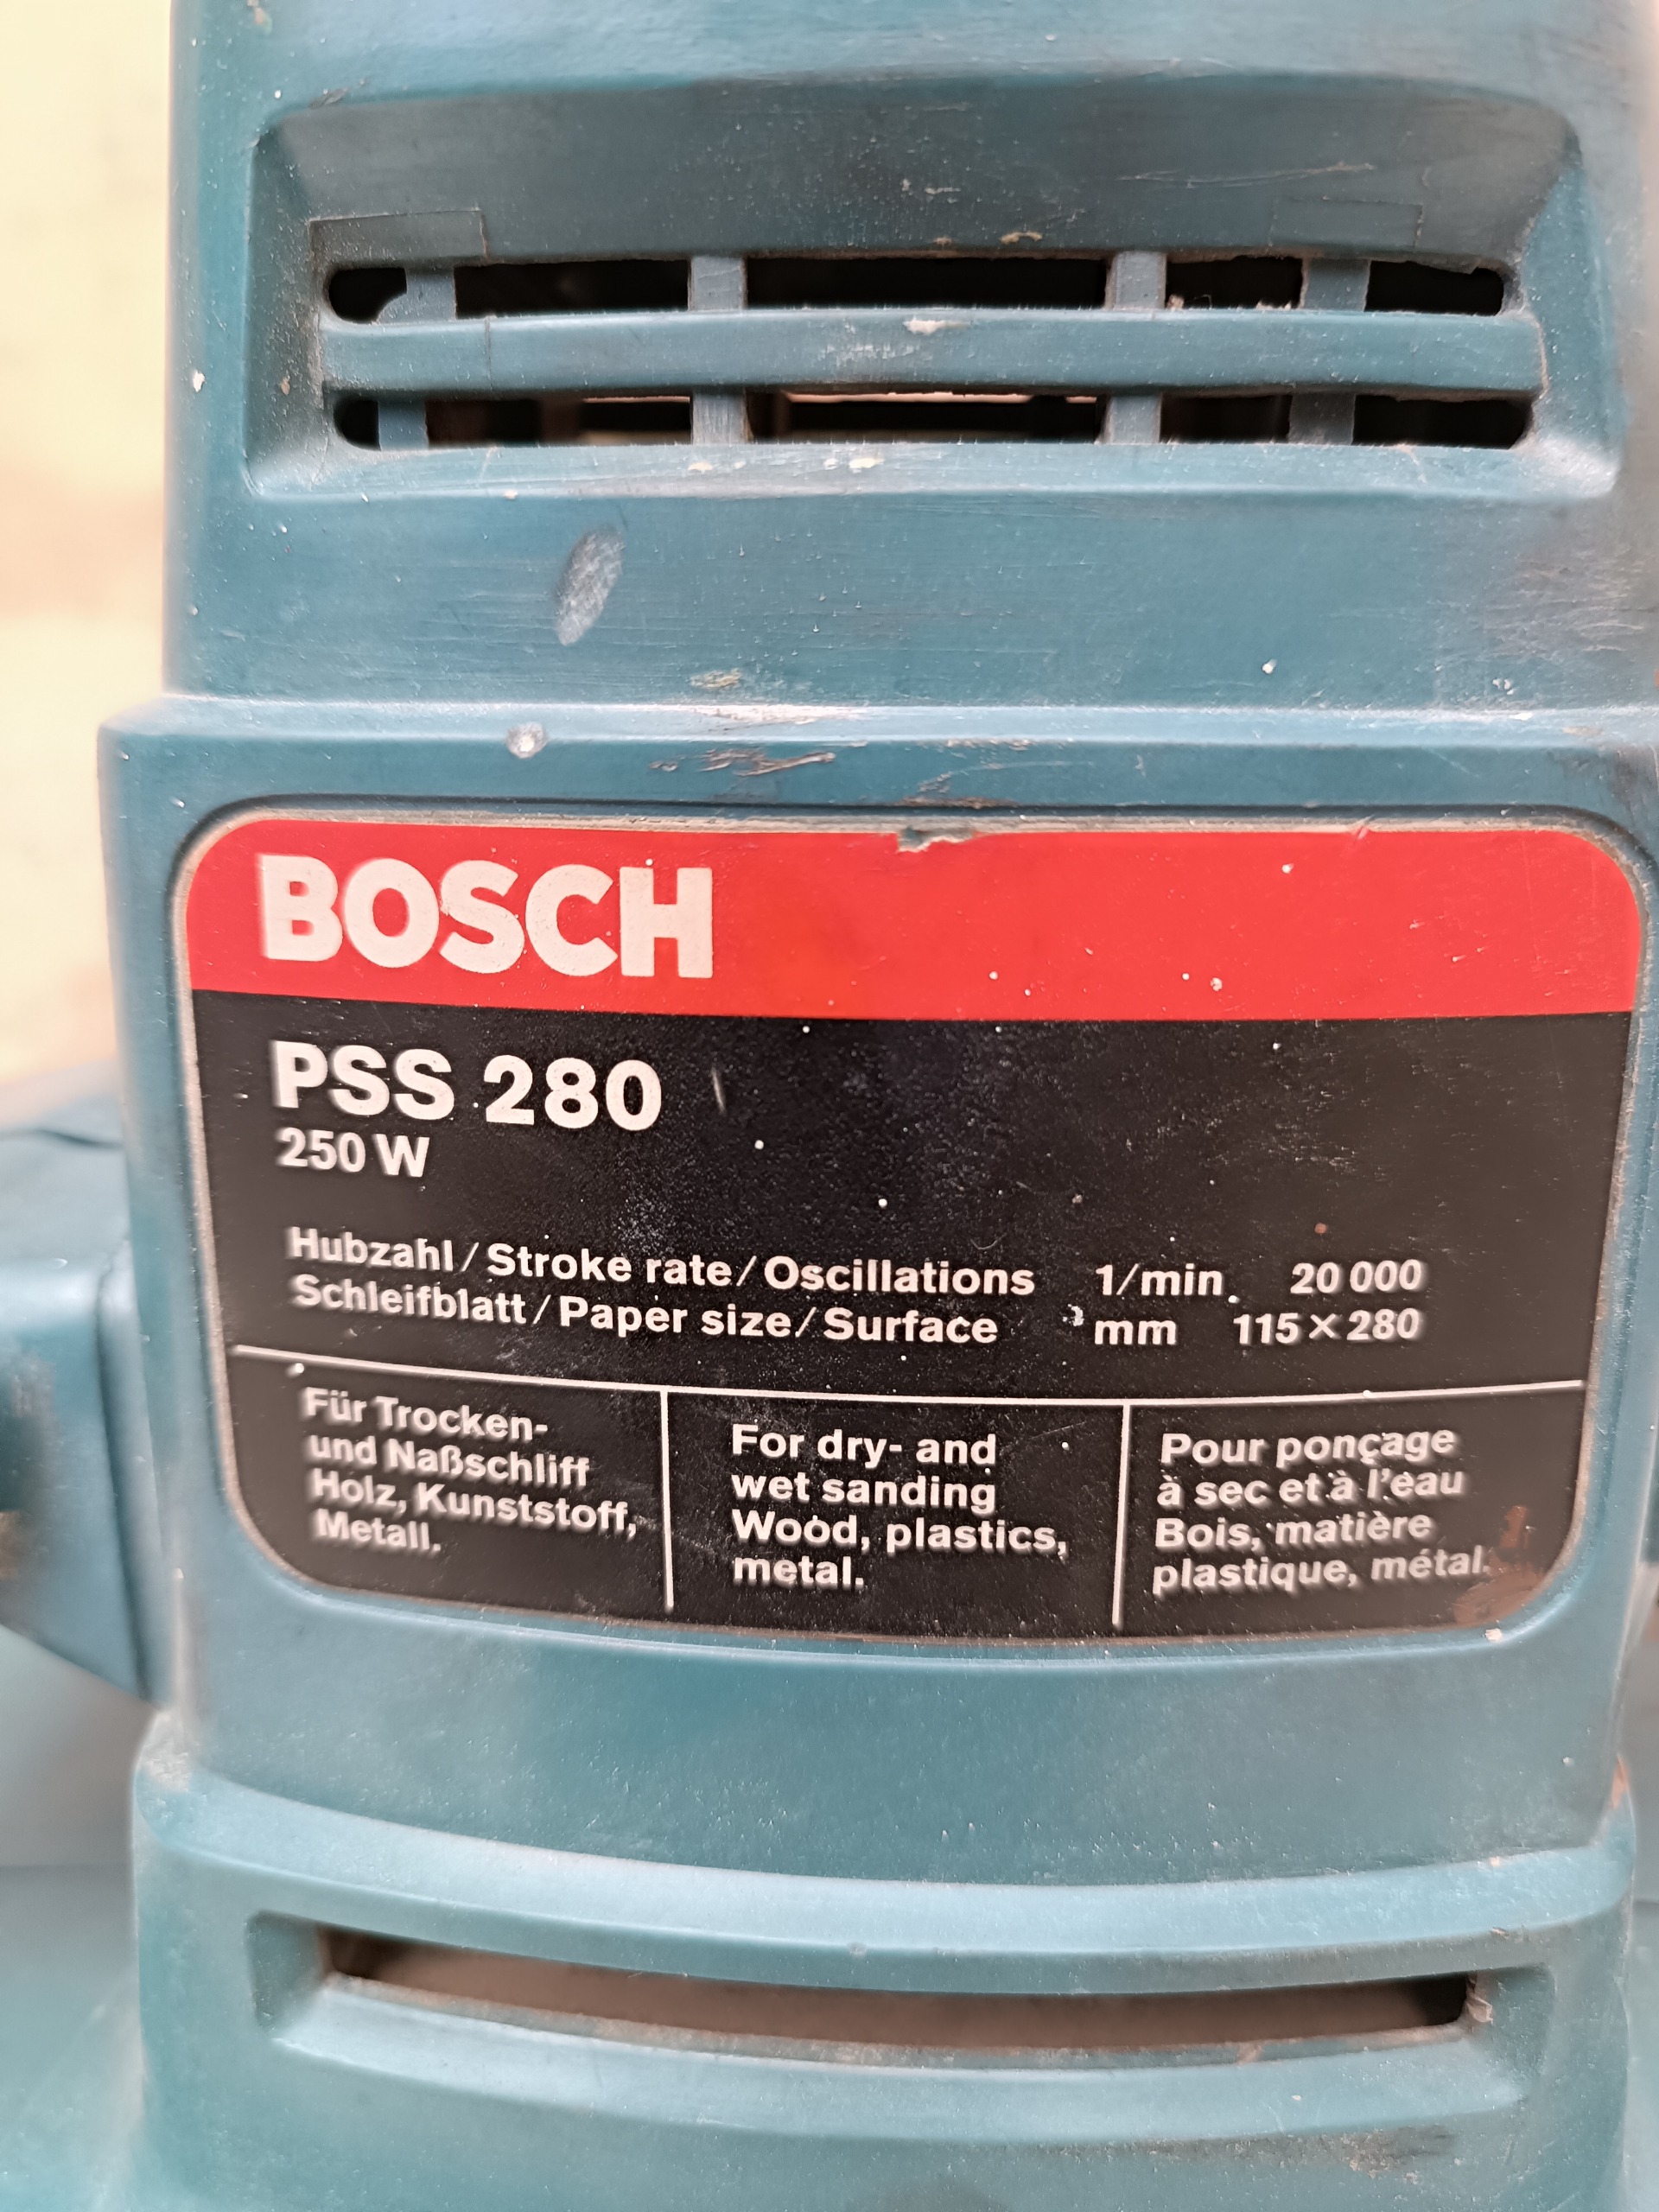 BOSCH
PSS 280
250 W
Hubzahl / Stroke rate / Oscillations 1/min 20 000
Schleifblatt / Paper size / Surface mm 115 × 280
Für Trocken-
und Naßschliff
Holz, Kunststoff,
Metall.
For dry- and
wet sanding
Wood, plastics,
metal.
Pour ponçage
à sec et à l'eau
Bois, matière
plastique, métal.